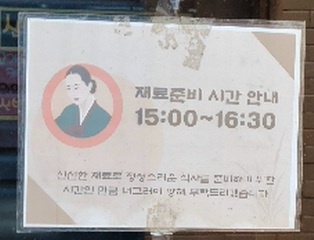 재료준비 시간 안내
15:00~16:30
신선한 재료로 정성스러운 식사를 준비하기 위한
시간인 만큼 너그러이 양해 부탁드리겠습니다